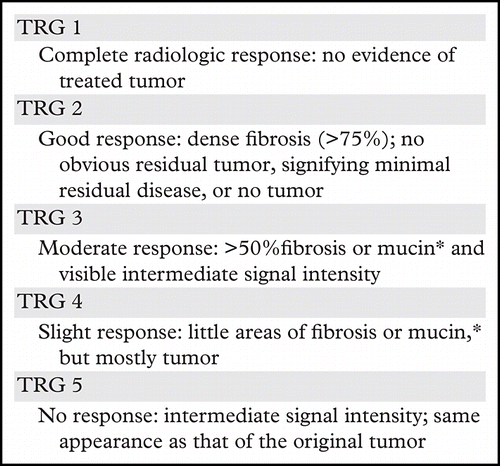 TRG 1
Complete radiologic response: no evidence of
treated tumor
TRG 2
Good response: dense fibrosis (>75%); no
obvious residual tumor, signifying minimal
residual disease, or no tumor
TRG 3
Moderate response: >50%fibrosis or mucin* and
visible intermediate signal intensity
TRG 4
Slight response: little areas of fibrosis or mucin,*
but mostly tumor
TRG 5
No response: intermediate signal intensity; same
appearance as that of the original tumor